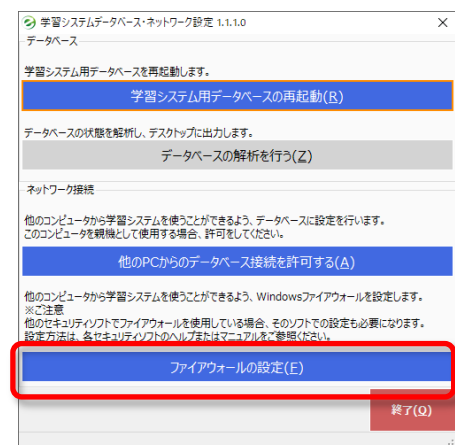 学習システムデータベース・ネットワーク設定 1.1.1.0
データベース
学習システム用データベースを再起動します。
学習システム用データベースの再起動(R)
データベースの状態を解析し、デスクトップに出力します。
データベースの解析を行う(Z)
ネットワーク接続
他のコンピュータから学習システムを使うことができるよう、データベースに設定を行います。
このコンピュータを親機として使用する場合、許可をしてください。
他のPCからのデータベース接続を許可する(A)
他のコンピュータから学習システムを使うことができるよう、Windowsファイアウォールを設定します。
※ご注意
他のセキュリティソフトでファイアウォールを使用している場合、そのソフトでの設定も必要になります。
設定方法は、各セキュリティソフトのヘルプまたはマニュアルをご参照ください。
ファイアウォールの設定(F)
終了(Q)